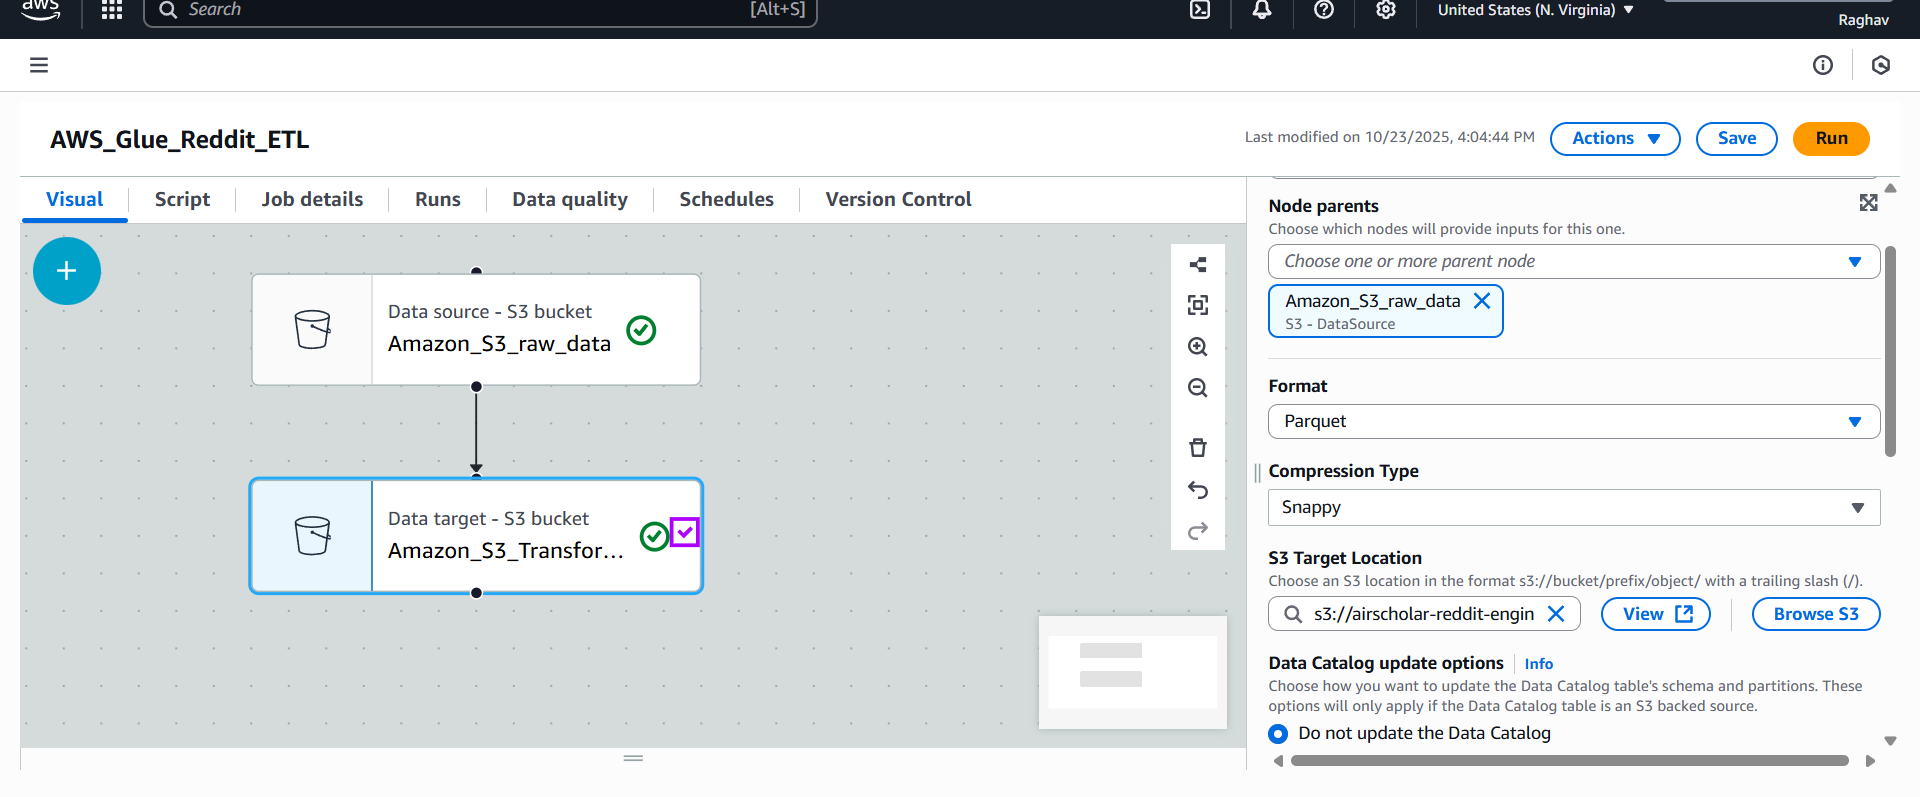 aws
Search
[Alt+S]
United States (N. Virginia)
Raghav
AWS_Glue_Reddit_ETL
Last modified on 10/23/2025, 4:04:44 PM
Actions
Save
Run
Visual
Script
Job details
Runs
Data quality
Schedules
Version Control
Data source - S3 bucket
Amazon_S3_raw_data
Data target - S3 bucket
Amazon_S3_Transfor...
Node parents
Choose which nodes will provide inputs for this one.
Choose one or more parent node
Amazon_S3_raw_data
S3 - DataSource
Format
Parquet
Compression Type
Snappy
S3 Target Location
Choose an S3 location in the format s3://bucket/prefix/object/ with a trailing slash (/).
s3://airscholar-reddit-engin
View
Browse S3
Data Catalog update options
Info
Choose how you want to update the Data Catalog table's schema and partitions. These
options will only apply if the Data Catalog table is an S3 backed source.
Do not update the Data Catalog